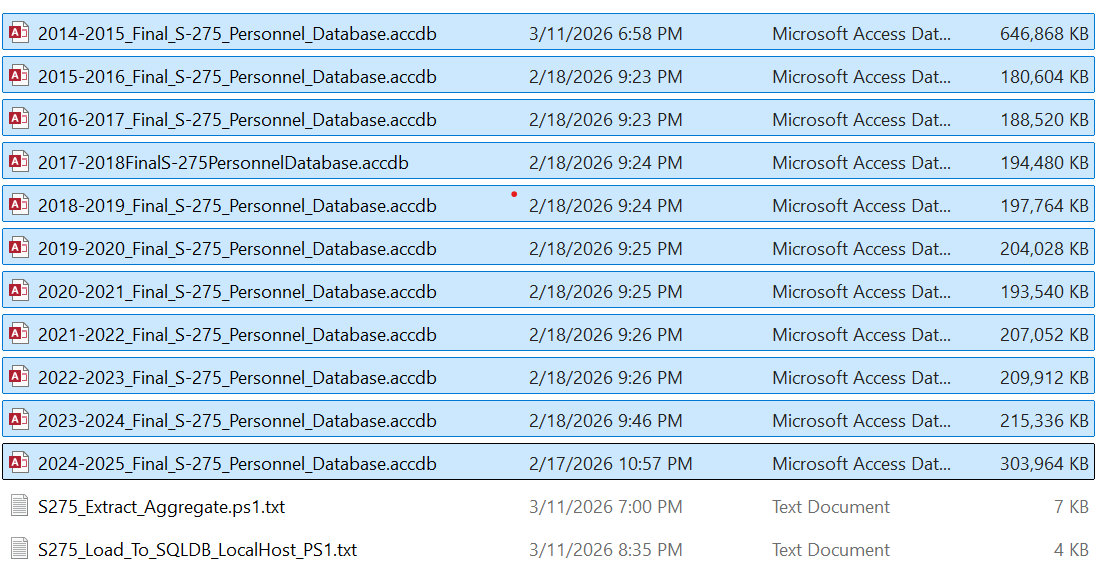 2014-2015_Final_S-275_Personnel_Database.accdb 3/11/2026 6:58 PM Microsoft Access Dat... 646,868 KB
2015-2016_Final_S-275_Personnel_Database.accdb 2/18/2026 9:23 PM Microsoft Access Dat... 180,604 KB
2016-2017_Final_S-275_Personnel_Database.accdb 2/18/2026 9:23 PM Microsoft Access Dat... 188,520 KB
2017-2018FinalS-275PersonnelDatabase.accdb 2/18/2026 9:24 PM Microsoft Access Dat... 194,480 KB
2018-2019_Final_S-275_Personnel_Database.accdb 2/18/2026 9:24 PM Microsoft Access Dat... 197,764 KB
2019-2020_Final_S-275_Personnel_Database.accdb 2/18/2026 9:25 PM Microsoft Access Dat... 204,028 KB
2020-2021_Final_S-275_Personnel_Database.accdb 2/18/2026 9:25 PM Microsoft Access Dat... 193,540 KB
2021-2022_Final_S-275_Personnel_Database.accdb 2/18/2026 9:26 PM Microsoft Access Dat... 207,052 KB
2022-2023_Final_S-275_Personnel_Database.accdb 2/18/2026 9:26 PM Microsoft Access Dat... 209,912 KB
2023-2024_Final_S-275_Personnel_Database.accdb 2/18/2026 9:46 PM Microsoft Access Dat... 215,336 KB
2024-2025_Final_S-275_Personnel_Database.accdb 2/17/2026 10:57 PM Microsoft Access Dat... 303,964 KB
S275_Extract_Aggregate.ps1.txt 3/11/2026 7:00 PM Text Document 7 KB
S275_Load_To_SQLDB_LocalHost_PS1.txt 3/11/2026 8:35 PM Text Document 4 KB